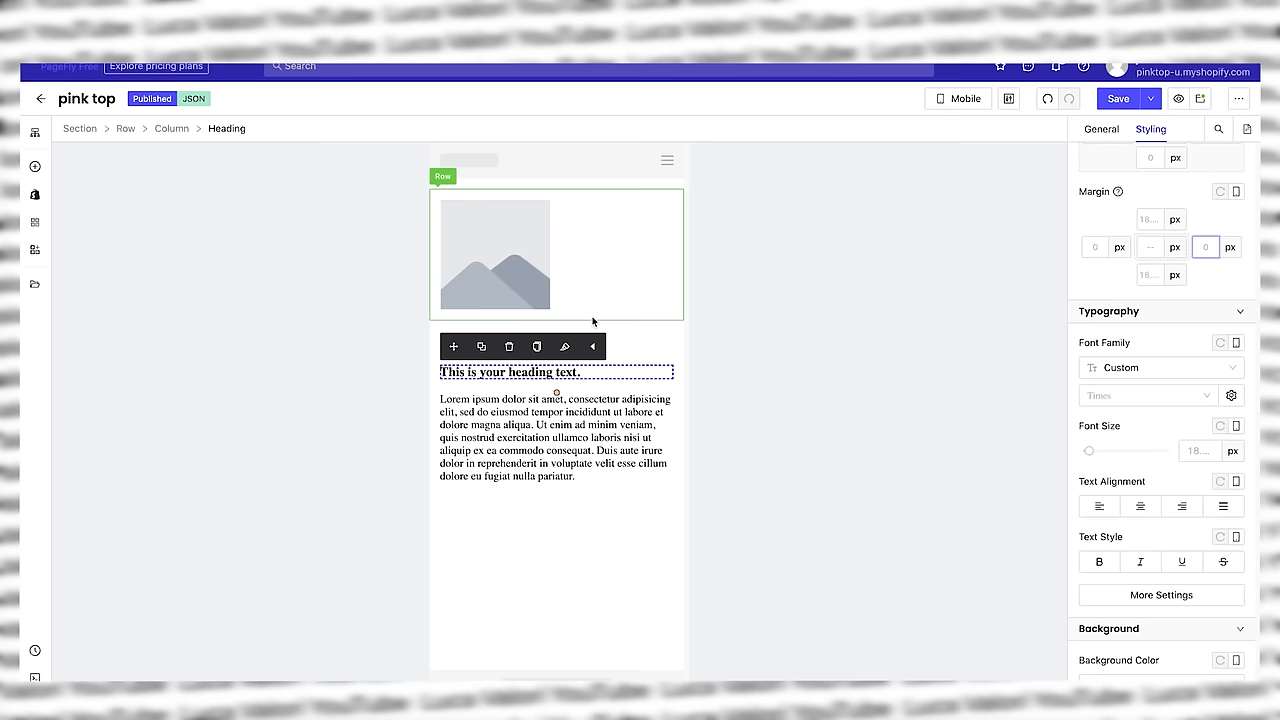 PageFly Free
Explore pricing plans
Search
pinktop-u.myshopify.com
pink top
Published
JSON
Mobile
Save
Section > Row > Column > Heading
General
Styling
0 px
Row
Margin
18.... px
0 px
-- px
0 px
18.... px
Typography
Font Family
Custom
Times
Font Size
18.... px
Text Alignment
Text Style
B I U S
More Settings
Background
Background Color
This is your heading text.
Lorem ipsum dolor sit amet, consectetur adipisicing
elit, sed do eiusmod tempor incididunt ut labore et
dolore magna aliqua. Ut enim ad minim veniam,
quis nostrud exercitation ullamco laboris nisi ut
aliquip ex ea commodo consequat. Duis aute irure
dolor in reprehenderit in voluptate velit esse cillum
dolore eu fugiat nulla pariatur.